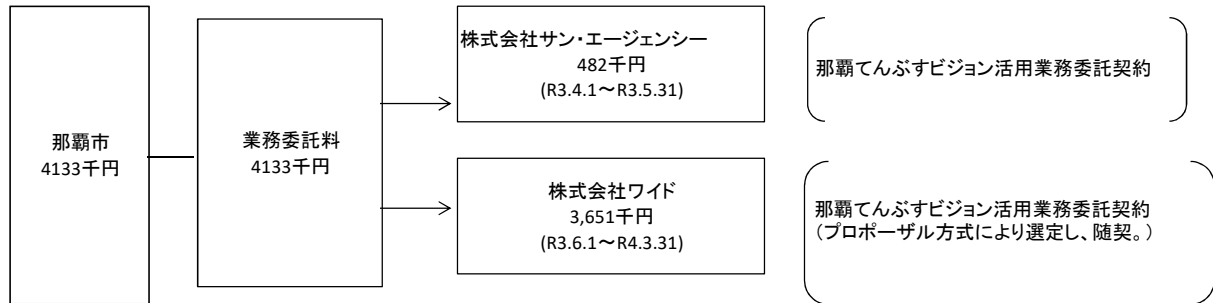 那覇市
4133千円
業務委託料
4133千円
株式会社サン・エージェンシー
482千円
(R3.4.1～R3.5.31)
那覇てんぶすビジョン活用業務委託契約
株式会社ワイド
3,651千円
(R3.6.1～R4.3.31)
那覇てんぶすビジョン活用業務委託契約
(プロポーザル方式により選定し、随契。)